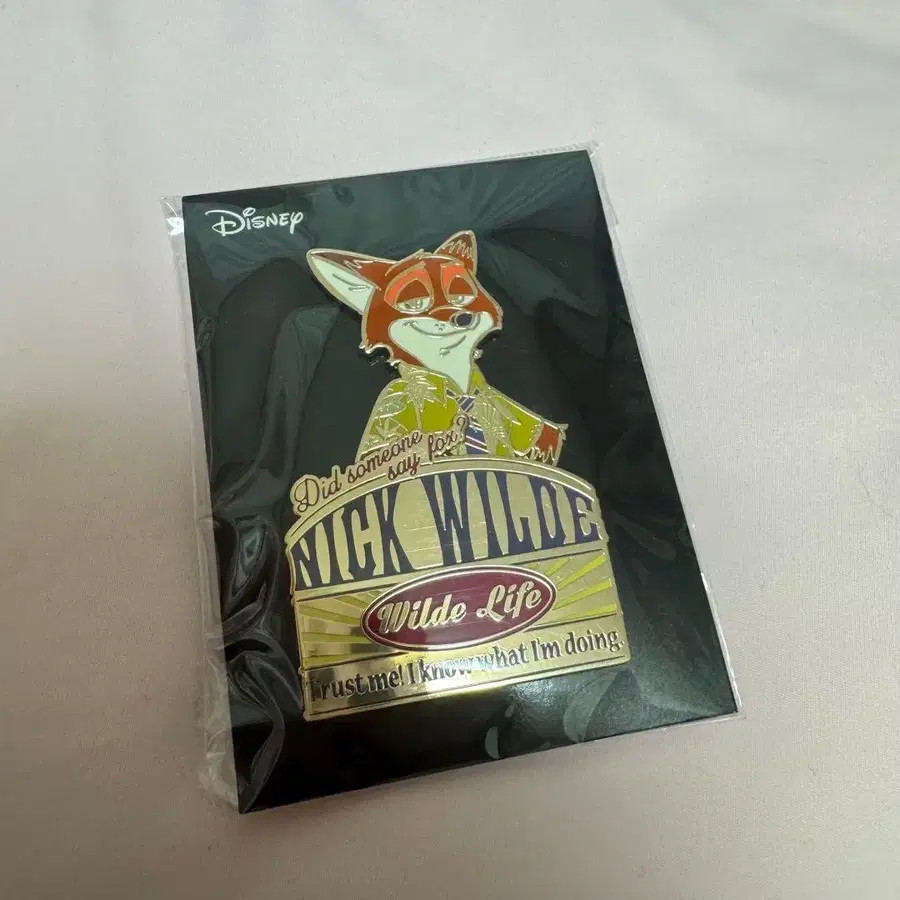 Disney
Did someone
say fox?
NICK WILDE
Wilde Life
Trust me! I know what I'm doing.